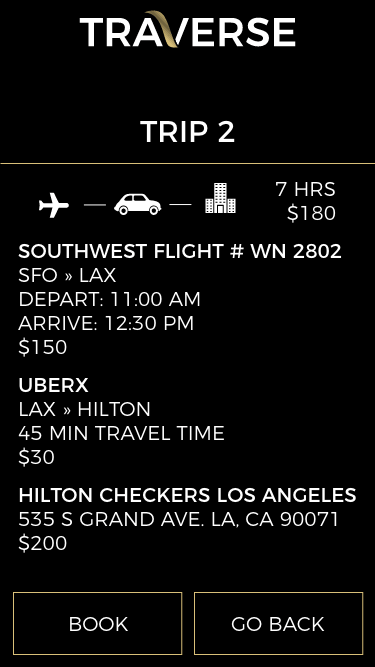 TRAVERSE
TRIP 2
7 HRS
$180
SOUTHWEST FLIGHT # WN 2802
SFO » LAX
DEPART: 11:00 AM
ARRIVE: 12:30 PM
$150
UBERX
LAX » HILTON
45 MIN TRAVEL TIME
$30
HILTON CHECKERS LOS ANGELES
535 S GRAND AVE. LA, CA 90071
$200
BOOK
GO BACK